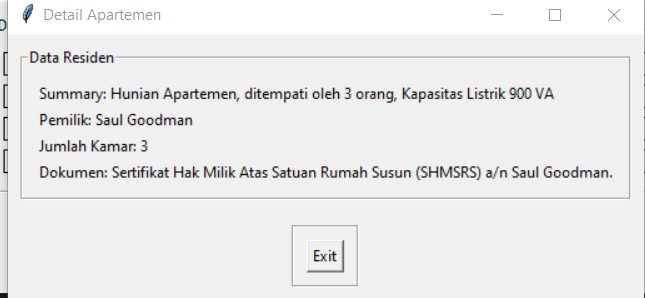 Detail Apartemen
Data Residen
Summary: Hunian Apartemen, ditempati oleh 3 orang, Kapasitas Listrik 900 VA
Pemilik: Saul Goodman
Jumlah Kamar: 3
Dokumen: Sertifikat Hak Milik Atas Satuan Rumah Susun (SHMSRS) a/n Saul Goodman.
Exit